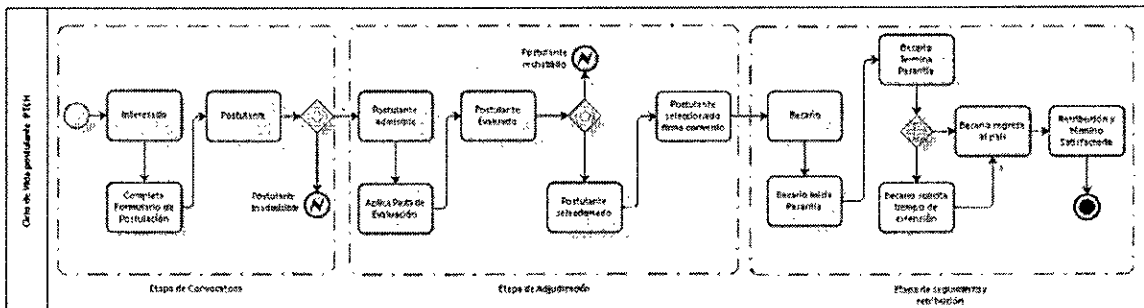 Ciclo de Vida postulante PTCH
Interesado
Completa
Formulario de
Postulación
Postulante
Postulante
Inadmisible
Etapa de Convocatoria
Postulante
Admisible
Aplica Pauta de
Evaluación
Postulante
Evaluado
Postulante
rechazado
Postulante
seleccionado
Postulante
seleccionado
firma convenio
Etapa de Adjudicación
Becario
Becario inicia
Pasantía
Becario
Termina
Pasantía
Becario solicita
tiempo de
extensión
Becario regresa
al país
Retribución y
término
Satisfactorio
Etapa de seguimiento y
retribución